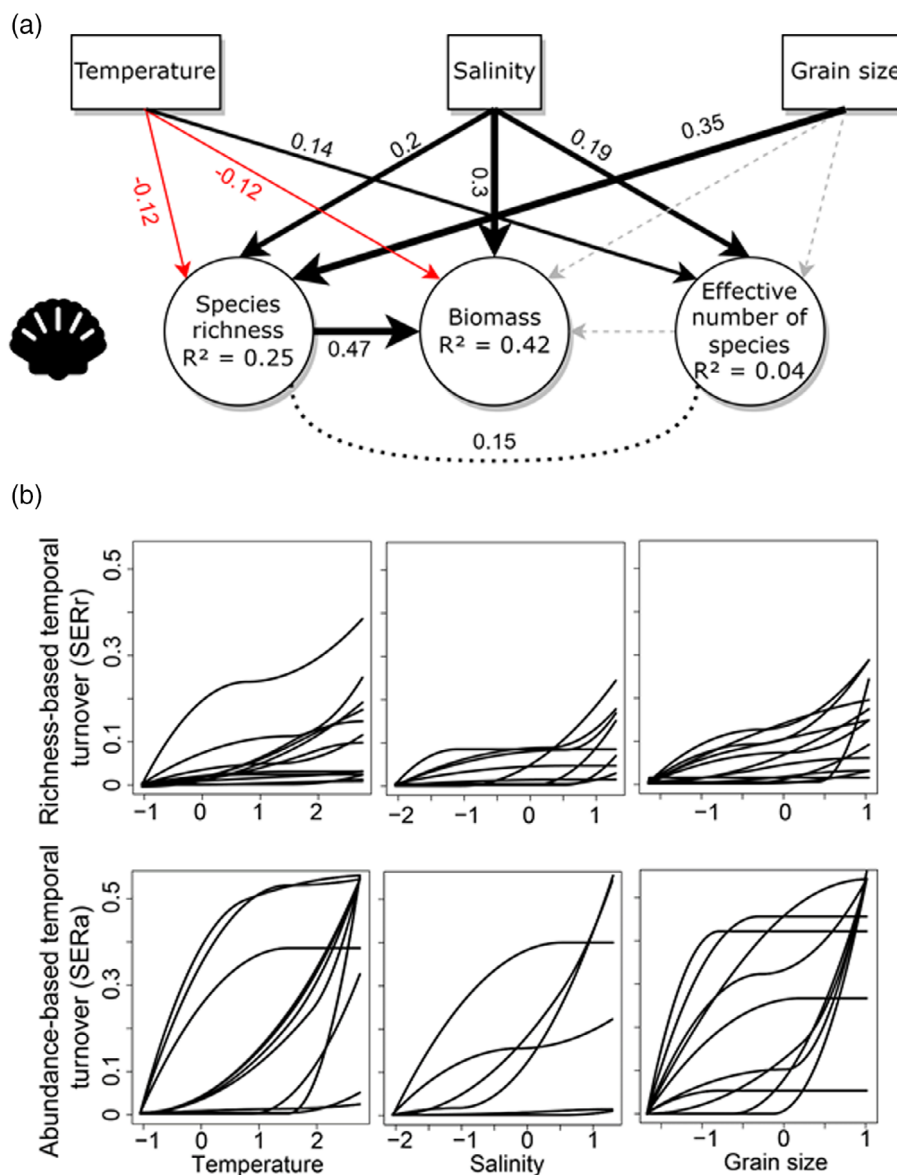 (a)
Temperature
Salinity
Grain size
0.14
0.2
0.3
0.19
0.35
-0.12
-0.12
Species
richness
R² = 0.25
0.47
Biomass
R² = 0.42
Effective
number of
species
R² = 0.04
0.15
(b)
Richness-based temporal
turnover (SERr)
0.5
0.3
0.1
0
−1 0 1 2
−2 −1 0 1
−1 0 1
Abundance-based temporal
turnover (SERa)
0.5
0.3
0.1
0
−1 0 1 2
−2 −1 0 1
−1 0 1
Temperature
Salinity
Grain size